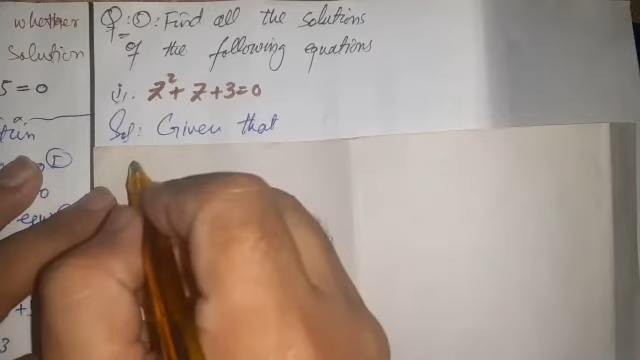 whether
Solution
5 = 0
Q:①: Find all the solutions
of the following equations
i). z² + z + 3 = 0
Sol: Given that